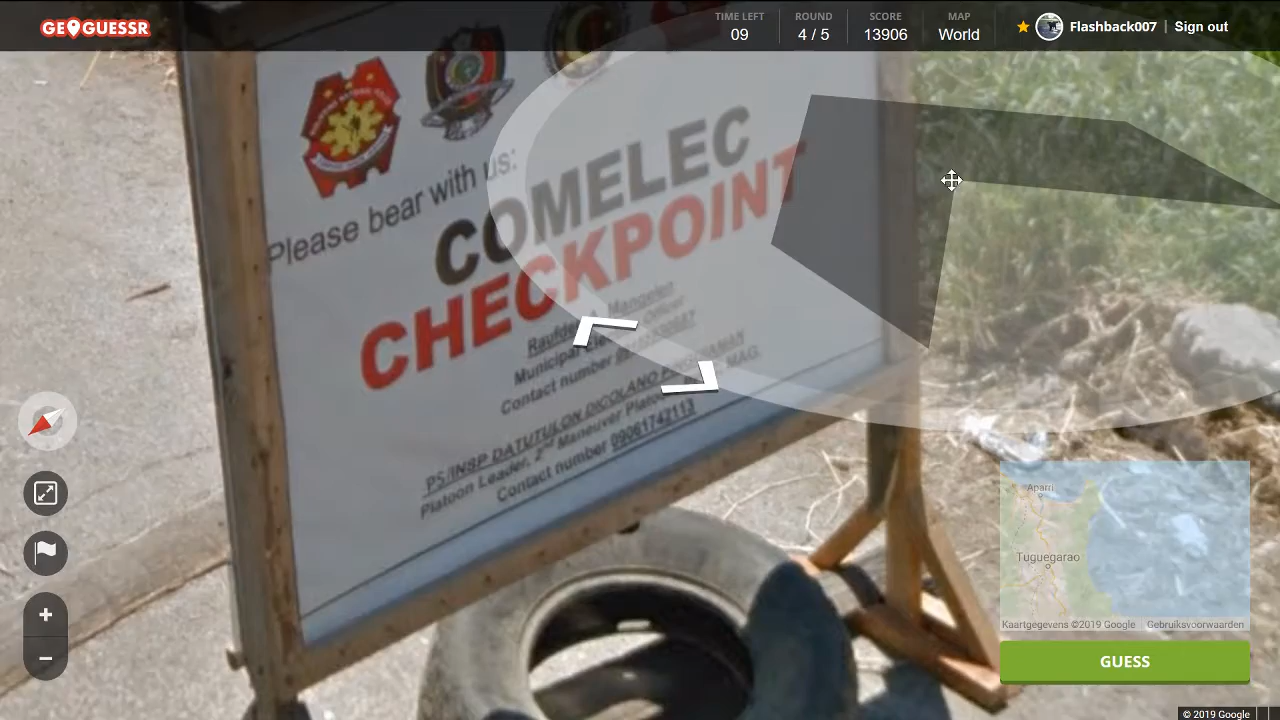 GEOGUESSR
TIME LEFT
09
ROUND
4 / 5
SCORE
13906
MAP
World
Flashback007 | Sign out
Please bear with us:
COMELEC
CHECKPOINT
Municipal
Contact number
PS/INSP DATUTULON DICOLANO
Platoon Leader, 2nd Maneuver Platoon MAG.
Contact number 09061742113
Aparri
Tuguegarao
Kaartgegevens ©2019 Google
Gebruiksvoorwaarden
GUESS
© 2019 Google